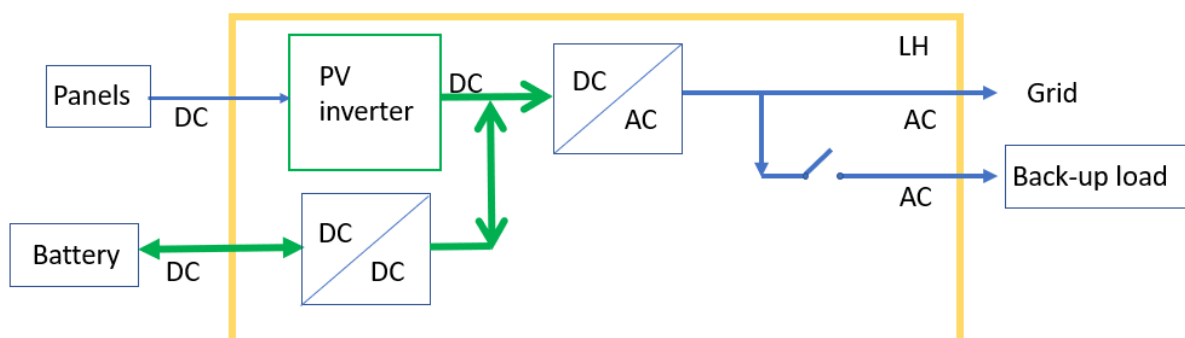 LH
PV
inverter
DC
DC
AC
Panels
DC
Grid
AC
Back-up load
AC
Battery
DC
DC
DC